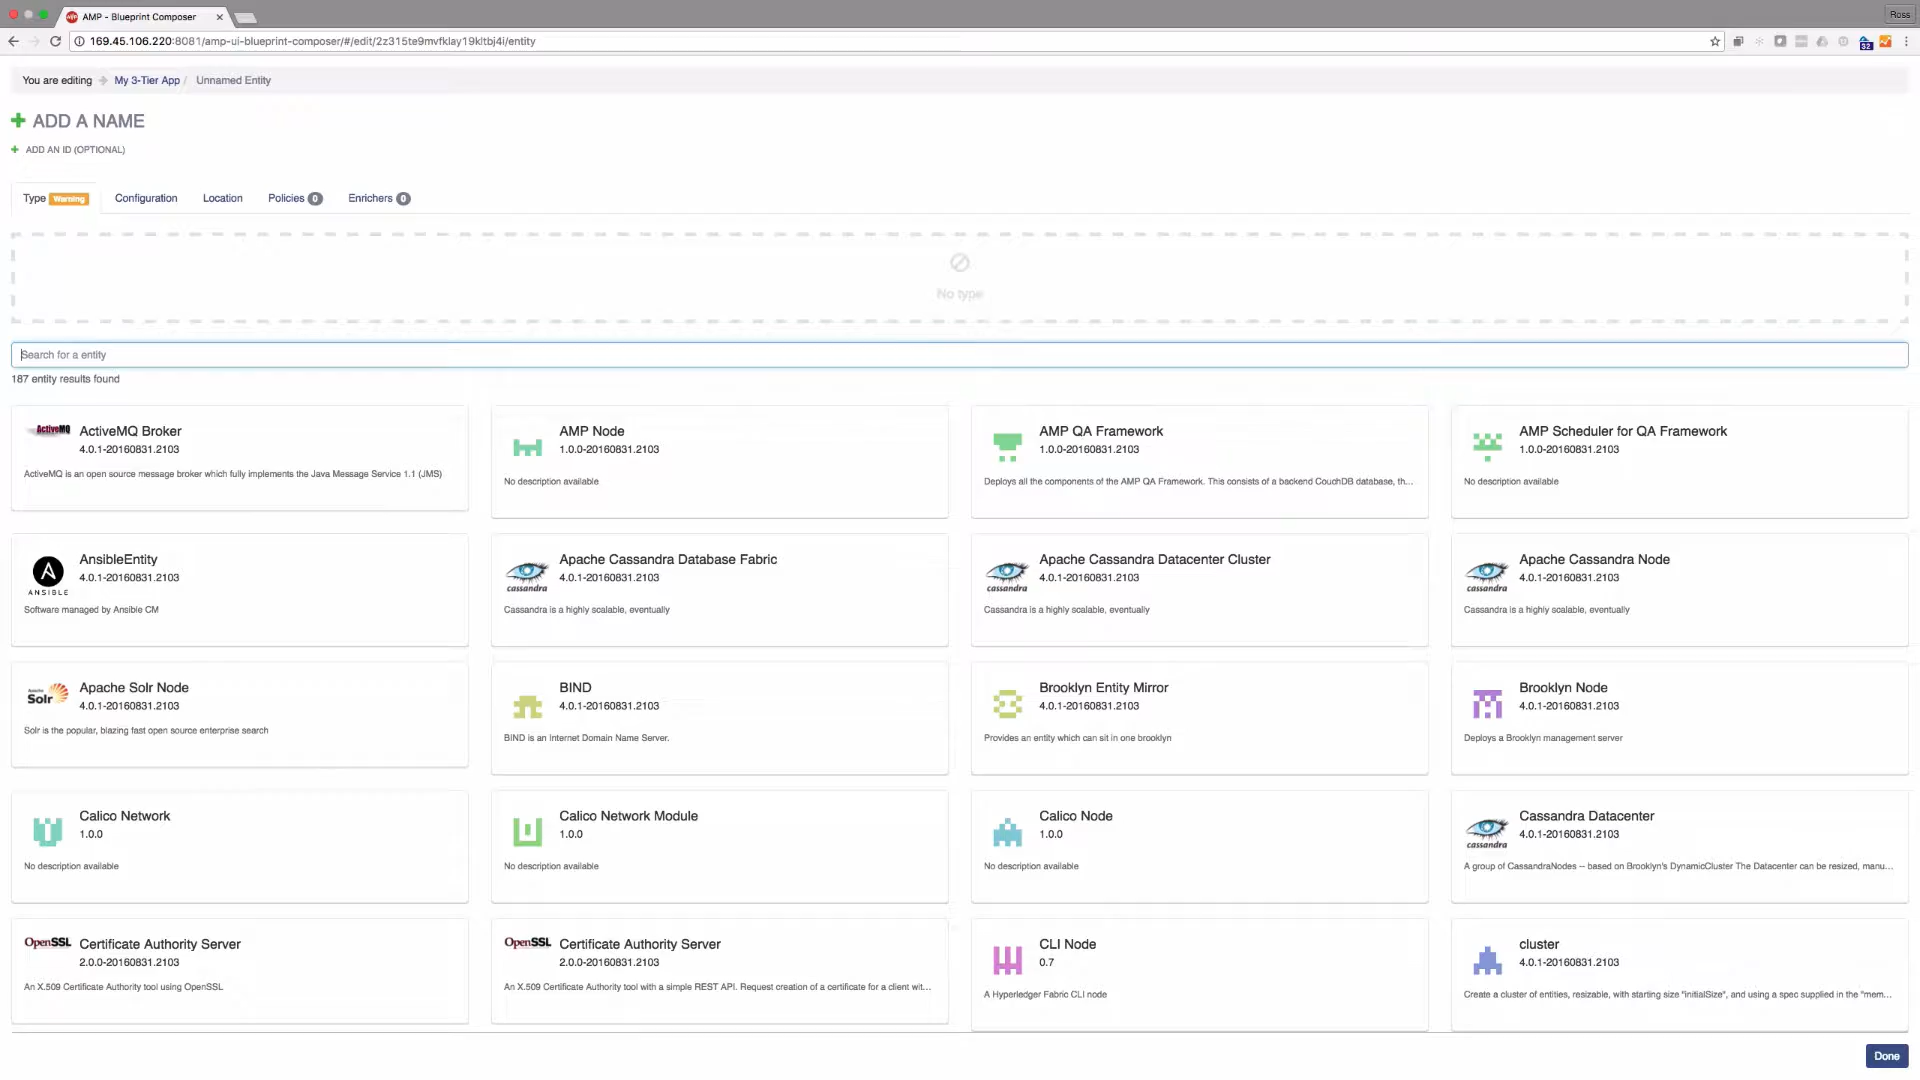 AMP - Blueprint Composer
Ross
169.45.106.220:8081/amp-ui-blueprint-composer/#/edit/2z315te9mvfklay19kltbj4i/entity
32
You are editing My 3-Tier App / Unnamed Entity
ADD A NAME
ADD AN ID (OPTIONAL)
Type Warning Configuration Location Policies 0 Enrichers 0
No type
Search for a entity
187 entity results found
ActiveMQ ActiveMQ Broker
4.0.1-20160831.2103
ActiveMQ is an open source message broker which fully implements the Java Message Service 1.1 (JMS)
AMP Node
1.0.0-20160831.2103
No description available
AMP QA Framework
1.0.0-20160831.2103
Deploys all the components of the AMP QA Framework. This consists of a backend CouchDB database, th...
AMP Scheduler for QA Framework
1.0.0-20160831.2103
No description available
AnsibleEntity
4.0.1-20160831.2103
ANSIBLE
Software managed by Ansible CM
Apache Cassandra Database Fabric
4.0.1-20160831.2103
cassandra
Cassandra is a highly scalable, eventually
Apache Cassandra Datacenter Cluster
4.0.1-20160831.2103
cassandra
Cassandra is a highly scalable, eventually
Apache Cassandra Node
4.0.1-20160831.2103
cassandra
Cassandra is a highly scalable, eventually
Apache Solr Node
Solr 4.0.1-20160831.2103
Solr is the popular, blazing fast open source enterprise search
BIND
4.0.1-20160831.2103
BIND is an Internet Domain Name Server.
Brooklyn Entity Mirror
4.0.1-20160831.2103
Provides an entity which can sit in one brooklyn
Brooklyn Node
4.0.1-20160831.2103
Deploys a Brooklyn management server
Calico Network
1.0.0
No description available
Calico Network Module
1.0.0
No description available
Calico Node
1.0.0
No description available
Cassandra Datacenter
4.0.1-20160831.2103
cassandra
A group of CassandraNodes -- based on Brooklyn's DynamicCluster The Datacenter can be resized, manu...
OpenSSL Certificate Authority Server
2.0.0-20160831.2103
An X.509 Certificate Authority tool using OpenSSL
OpenSSL Certificate Authority Server
2.0.0-20160831.2103
An X.509 Certificate Authority tool with a simple REST API. Request creation of a certificate for a client wit...
CLI Node
0.7
A Hyperledger Fabric CLI node
cluster
4.0.1-20160831.2103
Create a cluster of entities, resizable, with starting size "initialSize", and using a spec supplied in the "mem...
Done